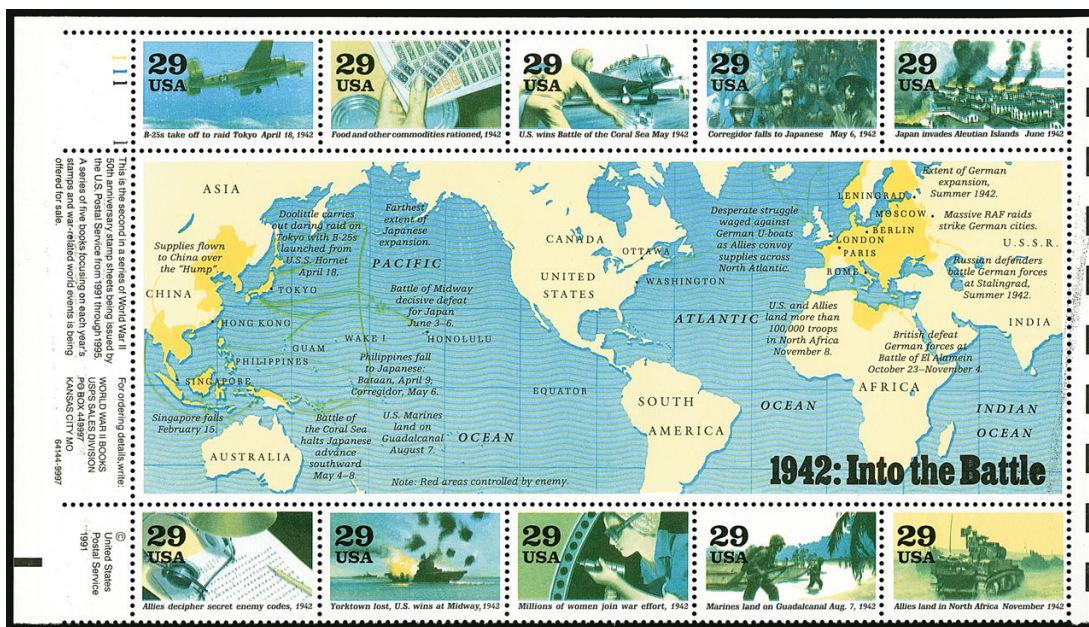 29
USA
B-25s take off to raid Tokyo April 18, 1942
29
USA
Food and other commodities rationed, 1942
29
USA
U.S. wins Battle of the Coral Sea May 1942
29
USA
Corregidor falls to Japanese May 6, 1942
29
USA
Japan invades Aleutian Islands June 1942
1 1 1 1
This is the second in a series of World War II
50th anniversary stamp sheets being issued by
the U.S. Postal Service from 1991 through 1995.
A series of five books focusing on each year's
stamps and war-related world events is being
offered for sale
For ordering details, write:
WORLD WAR II BOOKS
USPS SALES DIVISION
PO BOX 449997
KANSAS CITY MO
64144-9997
©
United States
Postal Service
1991
ASIA
Supplies flown
to China over
the "Hump".
CHINA
Doolittle carries
out daring raid on
Tokyo with B-25s
launched from
U.S.S. Hornet
April 18.
Farthest
extent of
Japanese
expansion.
PACIFIC
TOKYO
Battle of Midway
decisive defeat
for Japan
June 3-6.
HONG KONG
WAKE I
HONOLULU
GUAM
PHILIPPINES
Philippines fall
to Japanese:
Bataan, April 9;
Corregidor, May 6.
SINGAPORE
Singapore falls
February 15.
Battle of
the Coral Sea
halts Japanese
advance
southward
May 4-8
U.S. Marines
land on
Guadalcanal
August 7.
OCEAN
AUSTRALIA
Note: Red areas controlled by enemy.
CANADA
OTTAWA
UNITED
STATES
WASHINGTON
EQUATOR
SOUTH
AMERICA
Desperate struggle
waged against
German U-boats
as Allies convoy
supplies across
North Atlantic.
ATLANTIC
U.S. and Allies
land more than
100,000 troops
in North Africa
November 8.
OCEAN
Extent of German
expansion,
Summer 1942.
LENINGRAD
MOSCOW
Massive RAF raids
strike German cities.
BERLIN
LONDON
U.S.S.R.
PARIS
ROME
Russian defenders
battle German forces
at Stalingrad,
Summer 1942.
INDIA
British defeat
German forces at
Battle of El Alamein
October 23-November 4.
AFRICA
INDIAN
OCEAN
1942: Into the Battle
29
USA
Allies decipher secret enemy codes, 1942
29
USA
Yorktown lost, U.S. wins at Midway, 1942
29
USA
Millions of women join war effort, 1942
29
USA
Marines land on Guadalcanal Aug. 7, 1942
29
USA
Allies land in North Africa November 1942